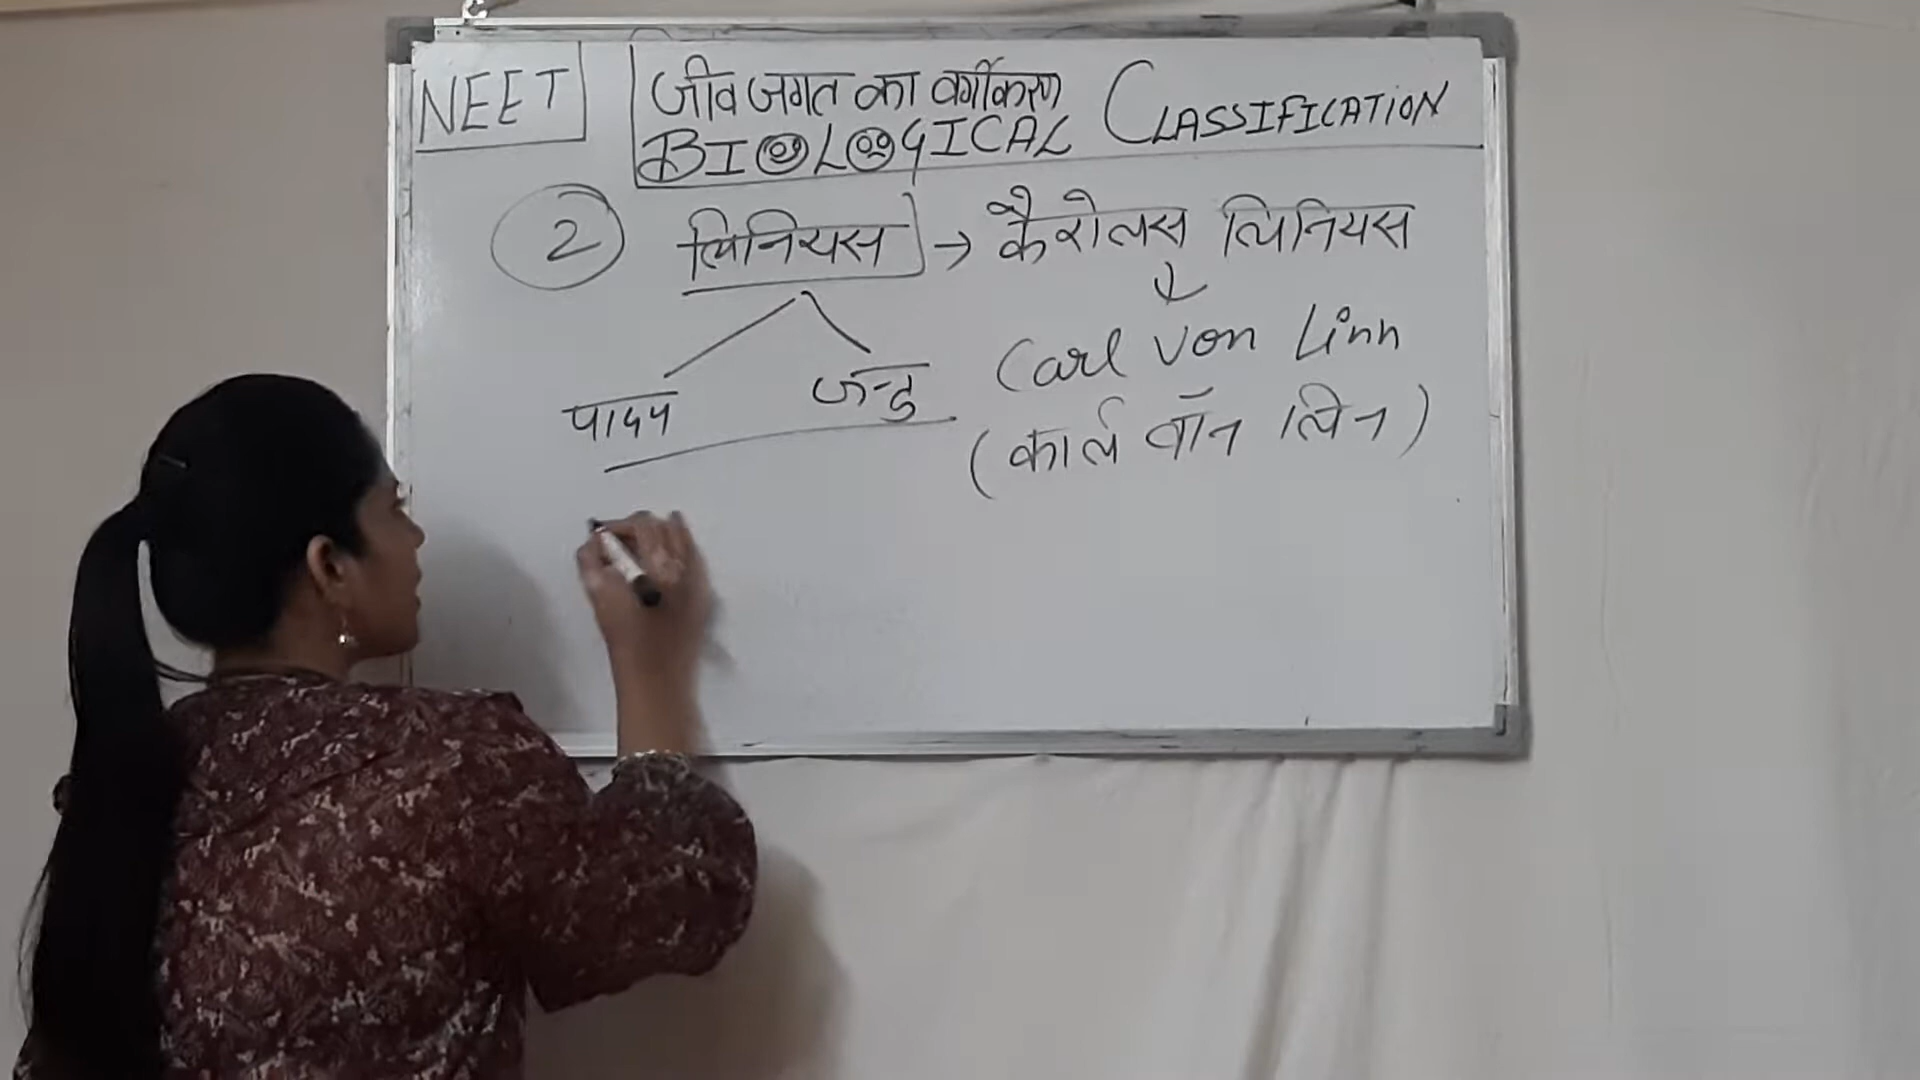 NEET
जीव जगत का वर्गीकरण
BIOLOGICAL CLASSIFICATION
2 लिनियस → कैरोलस लिनियस
↓
Carl Von Linn
पादप जन्तु
(कार्ल वॉन लिन)